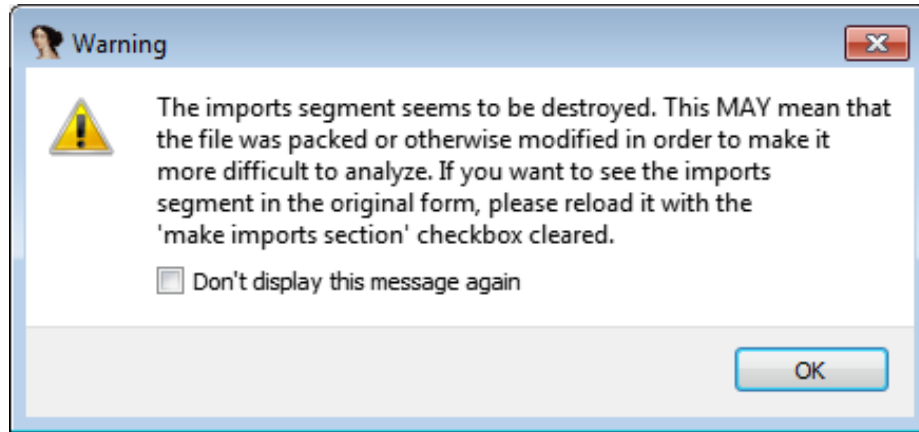 Warning
The imports segment seems to be destroyed. This MAY mean that
the file was packed or otherwise modified in order to make it
more difficult to analyze. If you want to see the imports
segment in the original form, please reload it with the
'make imports section' checkbox cleared.
Don't display this message again
OK